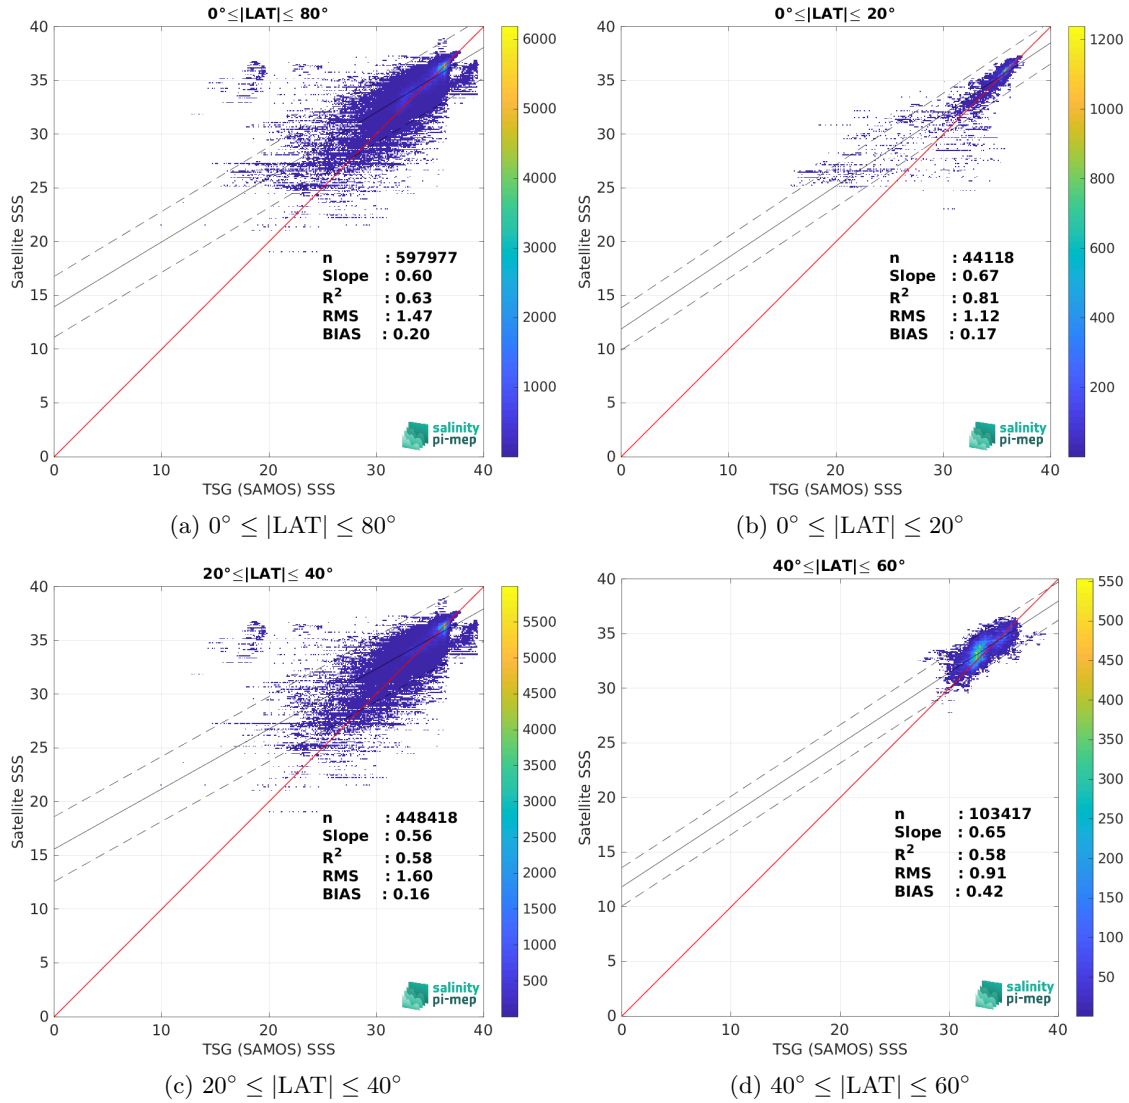 0°≤|LAT|≤ 80°
40
35
30
25
20
15
10
5
0
Satellite SSS
0
10
20
30
40
TSG (SAMOS) SSS
n : 597977
Slope : 0.60
R² : 0.63
RMS : 1.47
BIAS : 0.20
salinity
pi-mep
6000
5000
4000
3000
2000
1000
(a) 0° ≤ |LAT| ≤ 80°
0°≤|LAT|≤ 20°
40
35
30
25
20
15
10
5
0
Satellite SSS
0
10
20
30
40
TSG (SAMOS) SSS
n : 44118
Slope : 0.67
R² : 0.81
RMS : 1.12
BIAS : 0.17
salinity
pi-mep
1200
1000
800
600
400
200
(b) 0° ≤ |LAT| ≤ 20°
20°≤|LAT|≤ 40°
40
35
30
25
20
15
10
5
0
Satellite SSS
0
10
20
30
40
TSG (SAMOS) SSS
n : 448418
Slope : 0.56
R² : 0.58
RMS : 1.60
BIAS : 0.16
salinity
pi-mep
5500
5000
4500
4000
3500
3000
2500
2000
1500
1000
500
(c) 20° ≤ |LAT| ≤ 40°
40°≤|LAT|≤ 60°
40
35
30
25
20
15
10
5
0
Satellite SSS
0
10
20
30
40
TSG (SAMOS) SSS
n : 103417
Slope : 0.65
R² : 0.58
RMS : 0.91
BIAS : 0.42
salinity
pi-mep
550
500
450
400
350
300
250
200
150
100
50
(d) 40° ≤ |LAT| ≤ 60°